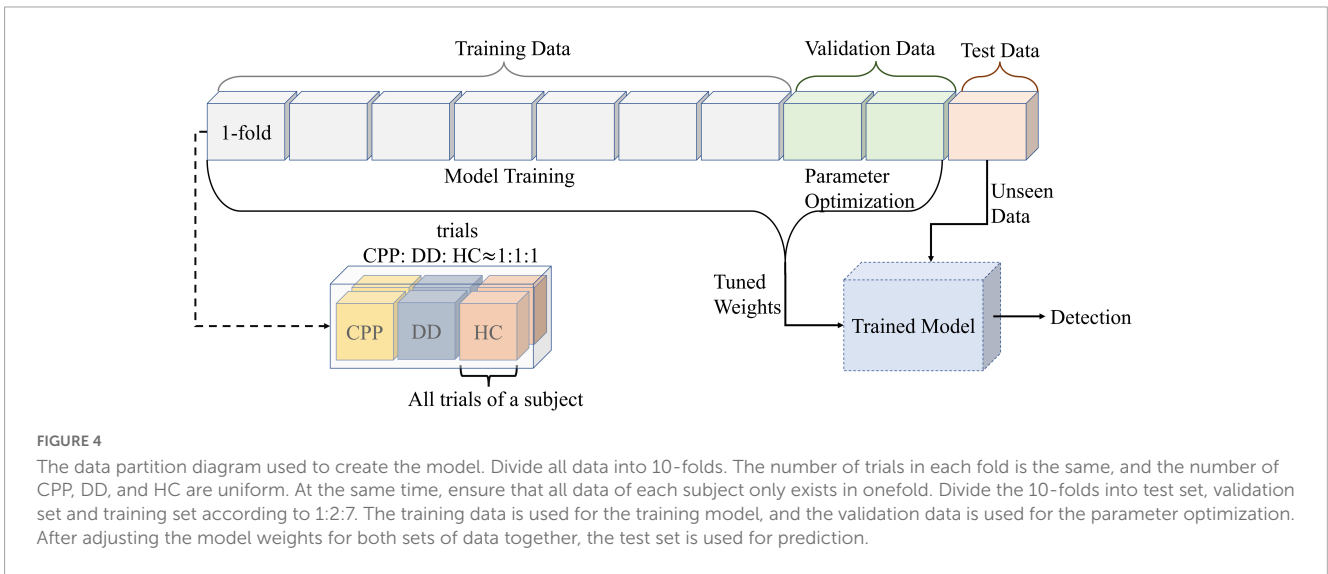 Training Data
Validation Data
Test Data
1-fold
Model Training
Parameter
Optimization
Unseen
Data
trials
CPP: DD: HC≈1:1:1
CPP
DD
HC
All trials of a subject
Tuned
Weights
Trained Model
Detection
FIGURE 4
The data partition diagram used to create the model. Divide all data into 10-folds. The number of trials in each fold is the same, and the number of
CPP, DD, and HC are uniform. At the same time, ensure that all data of each subject only exists in onefold. Divide the 10-folds into test set, validation
set and training set according to 1:2:7. The training data is used for the training model, and the validation data is used for the parameter optimization.
After adjusting the model weights for both sets of data together, the test set is used for prediction.